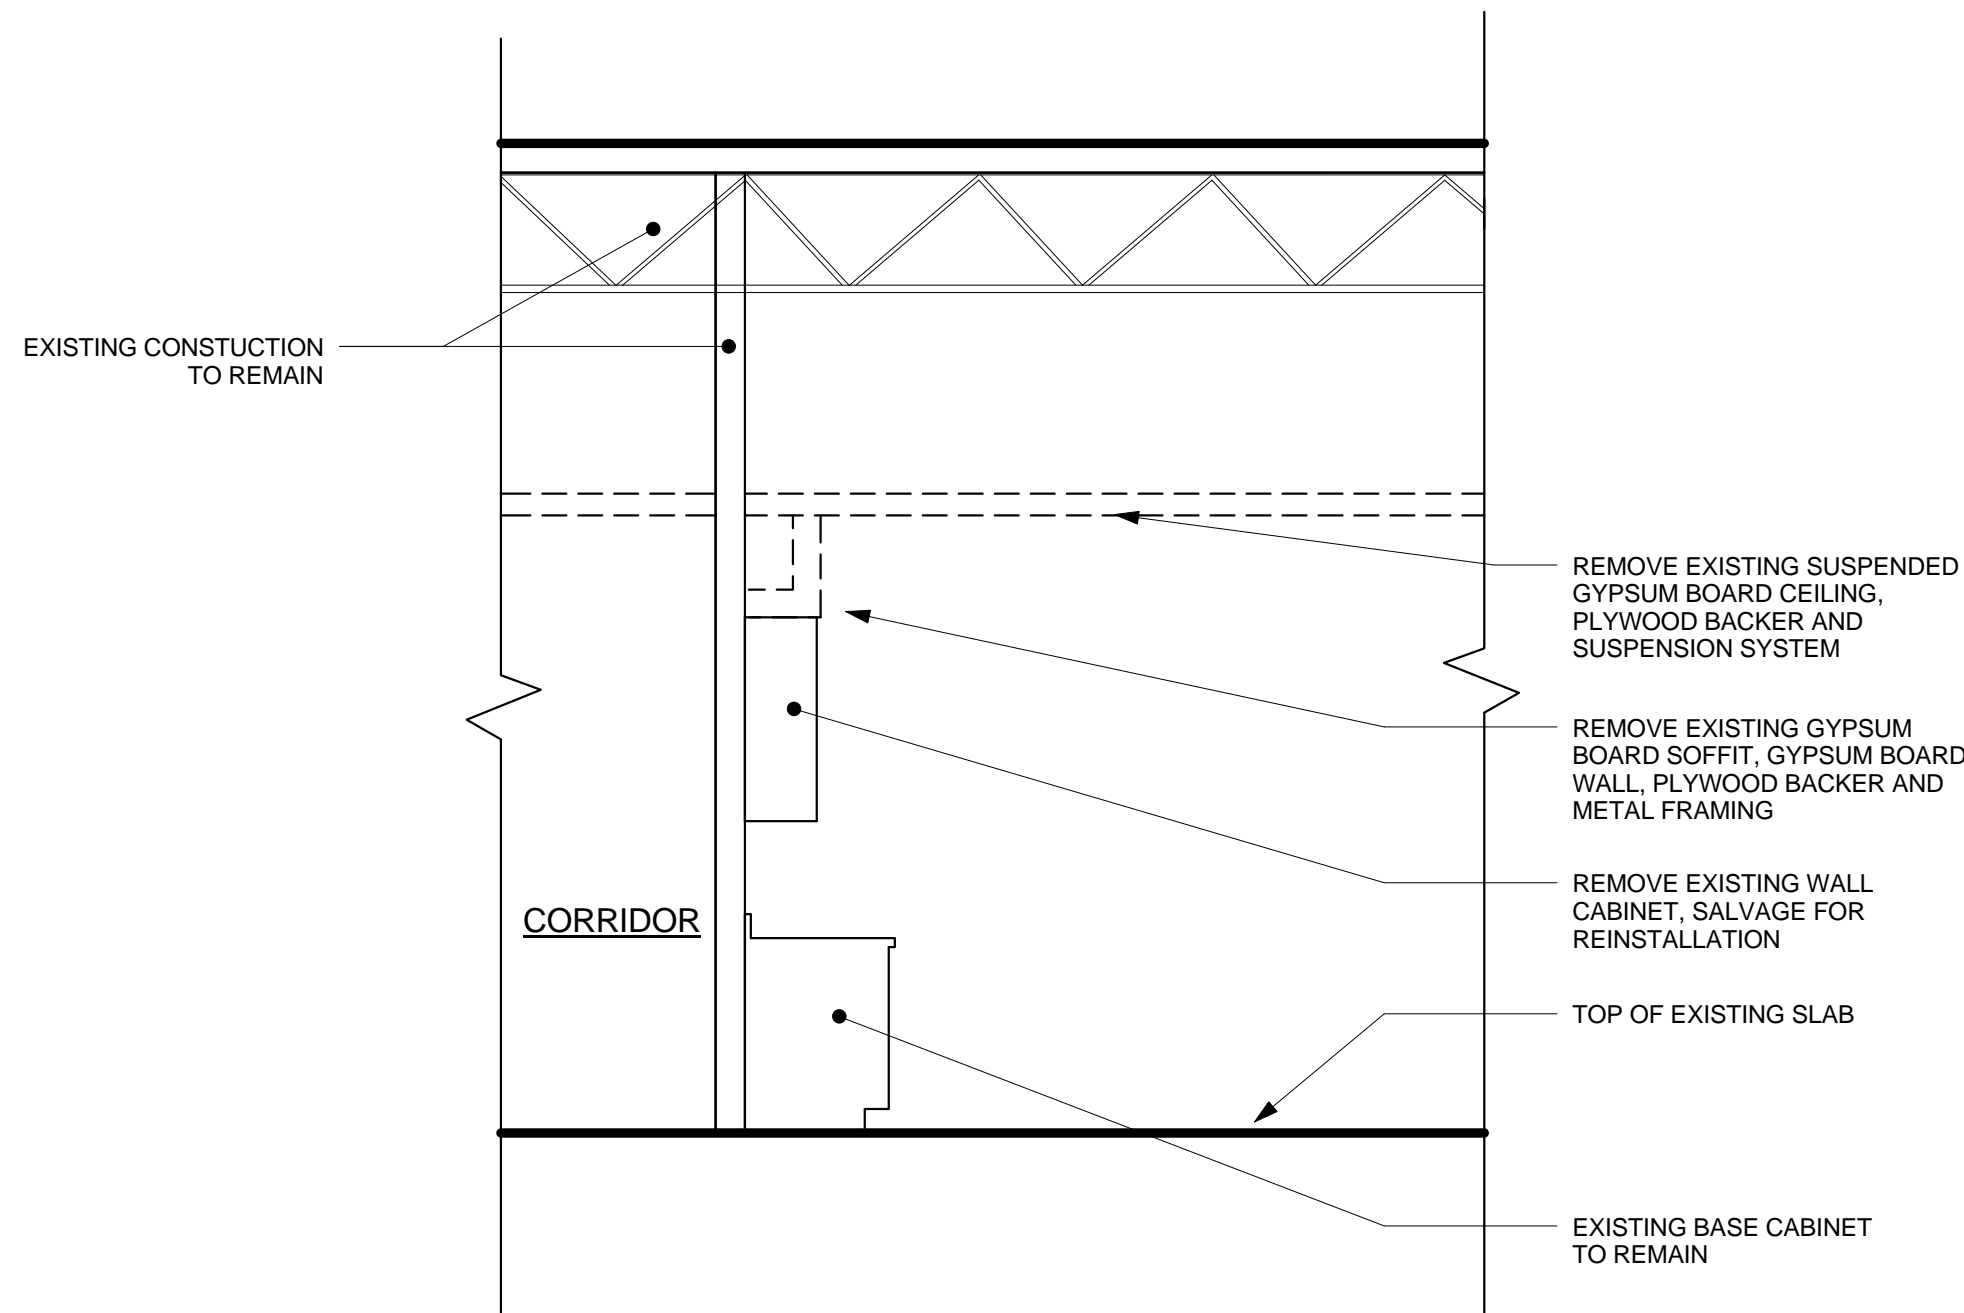 EXISTING CONSTUCTION
TO REMAIN
REMOVE EXISTING SUSPENDED
GYPSUM BOARD CEILING,
PLYWOOD BACKER AND
SUSPENSION SYSTEM
REMOVE EXISTING GYPSUM
BOARD SOFFIT, GYPSUM BOARD
WALL, PLYWOOD BACKER AND
METAL FRAMING
REMOVE EXISTING WALL
CABINET, SALVAGE FOR
REINSTALLATION
CORRIDOR
TOP OF EXISTING SLAB
EXISTING BASE CABINET
TO REMAIN